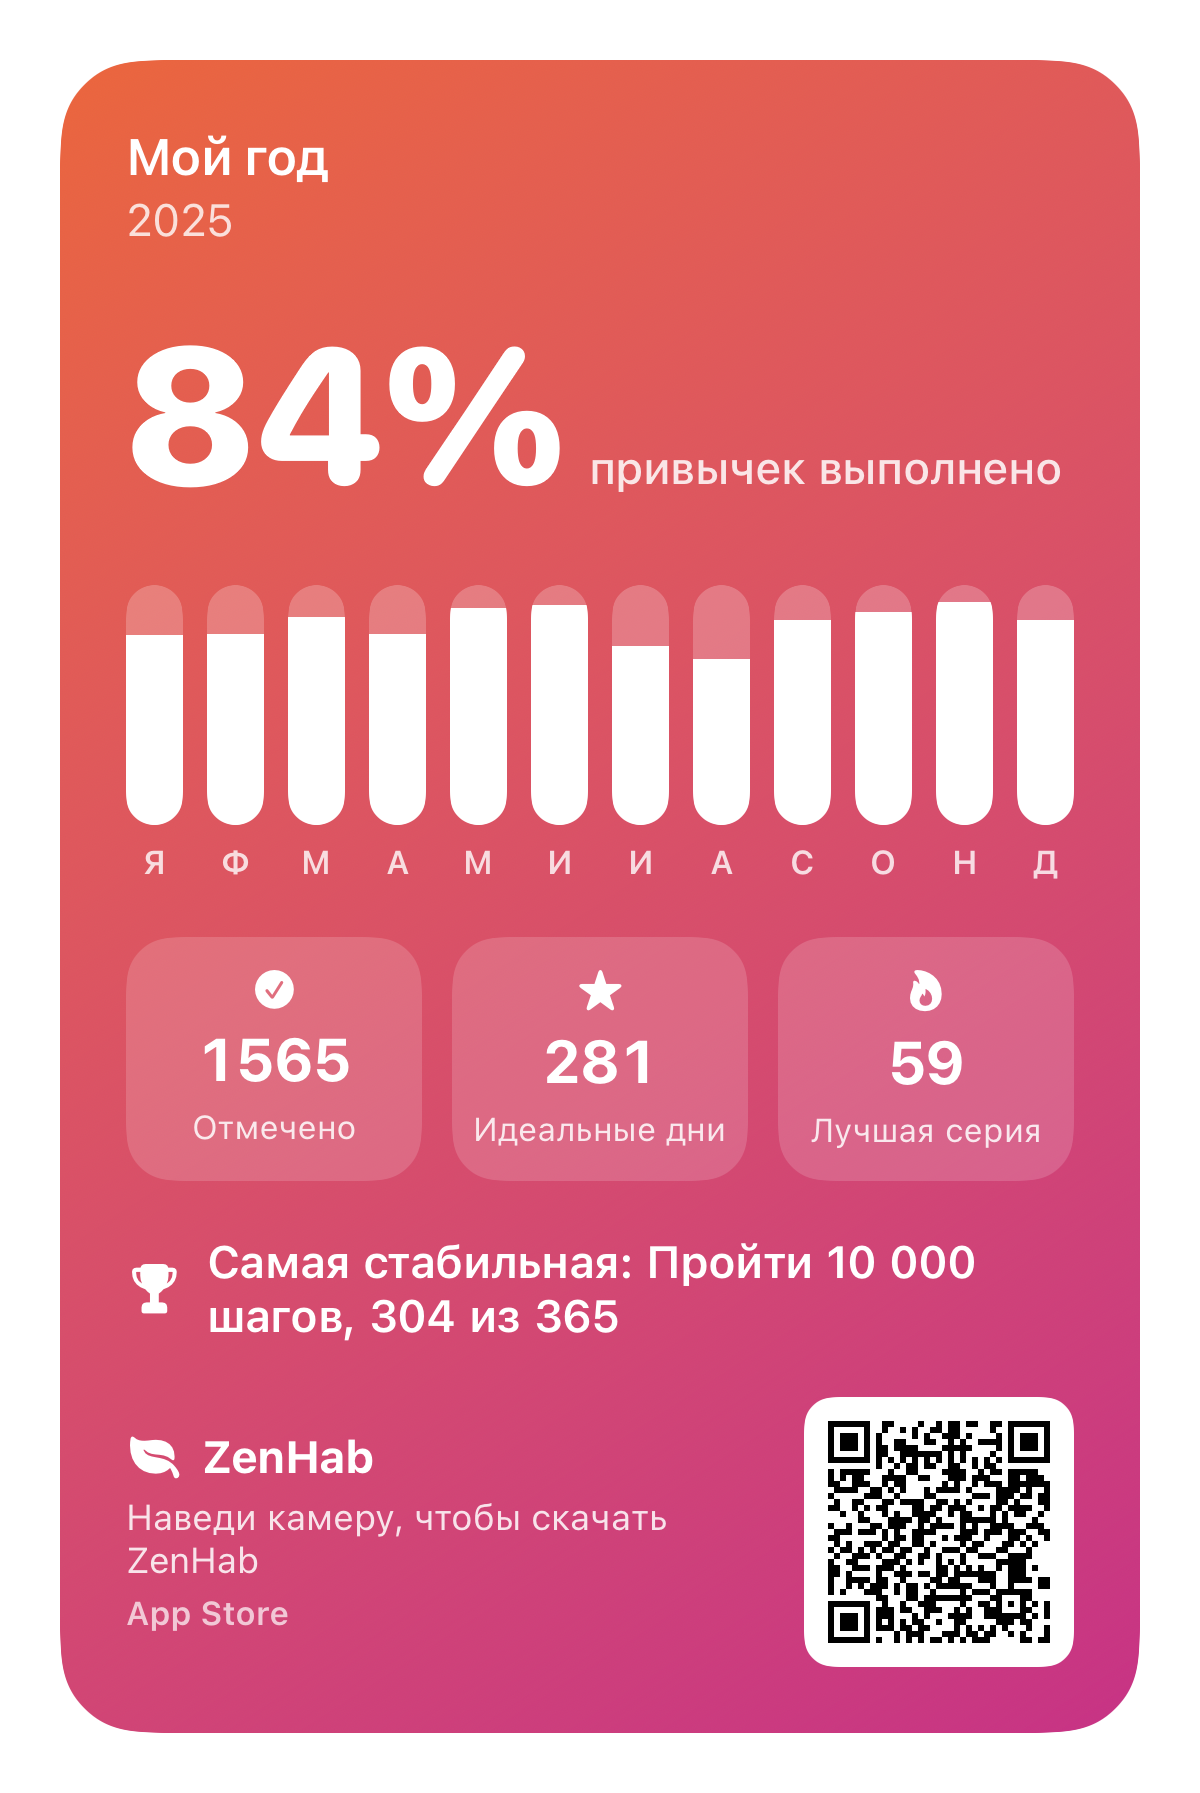 Мой год
2025
84% привычек выполнено
Я Ф М А М И И А С О Н Д
1565 281 59
Отмечено Идеальные дни Лучшая серия
Самая стабильная: Пройти 10 000
шагов, 304 из 365
ZenHab
Наведи камеру, чтобы скачать
ZenHab
App Store